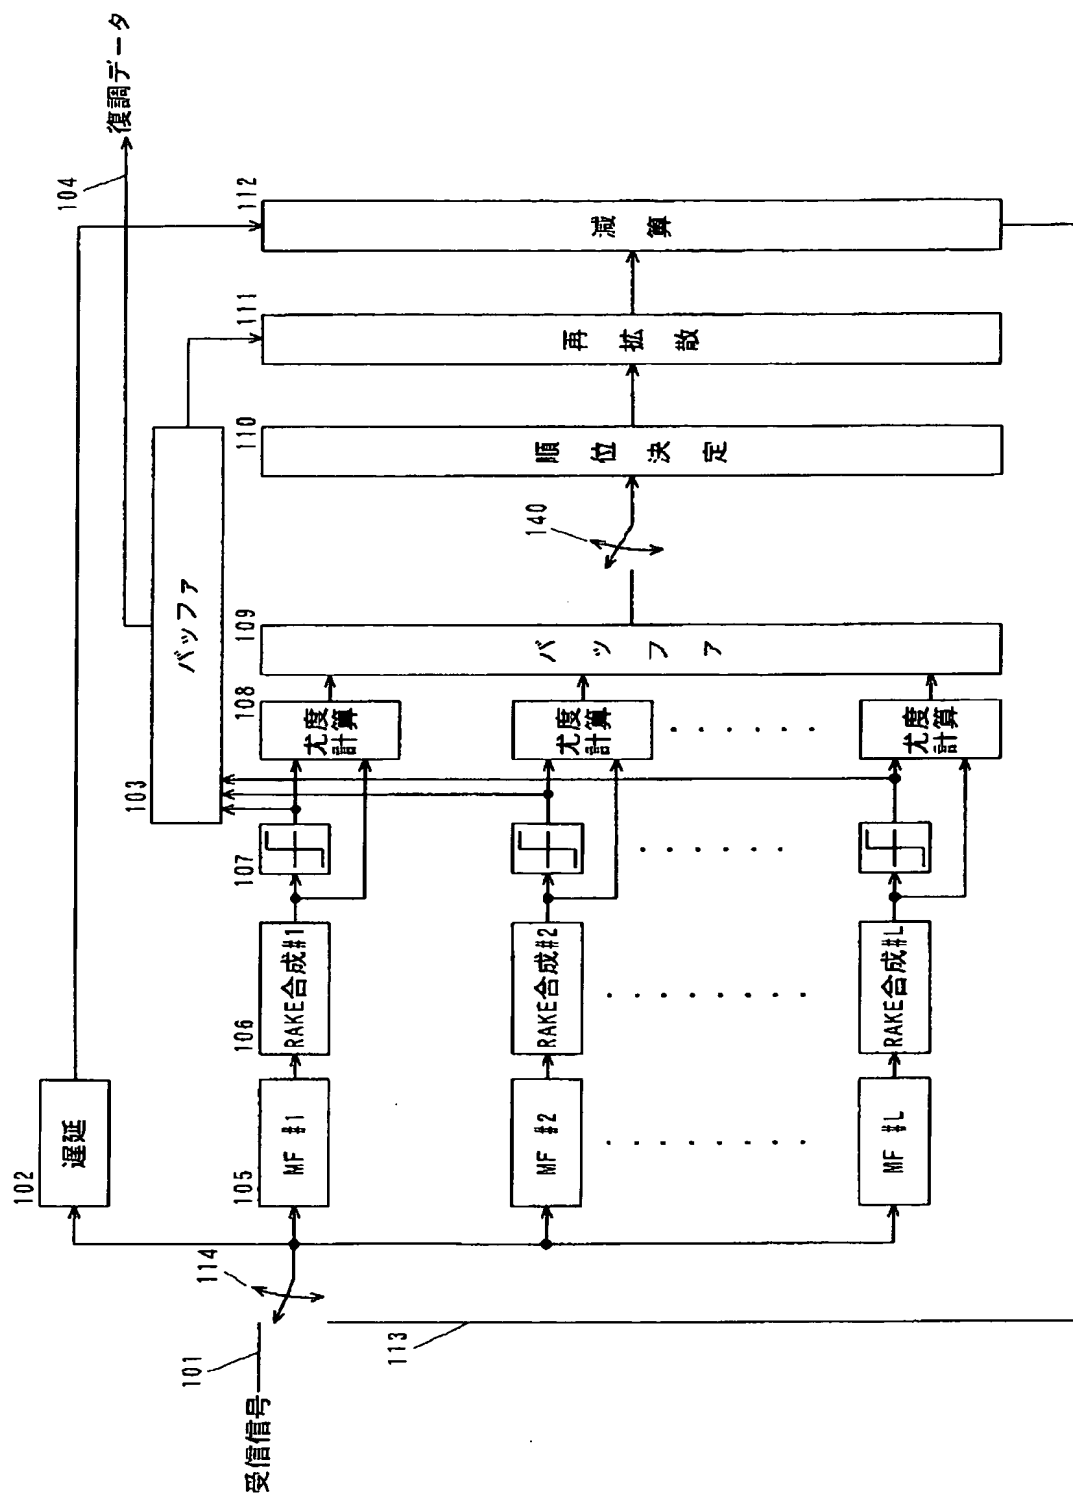 受信信号
101
114
113
102
遅延
105
MF #1
MF #2
MF #L
106
RAKE合成#1
RAKE合成#2
RAKE合成#L
107
108
尤度
計算
尤度
計算
尤度
計算
103
バッファ
109
バッファ
140
110
順位決定
111
再拡散
112
減算
104
復調データ